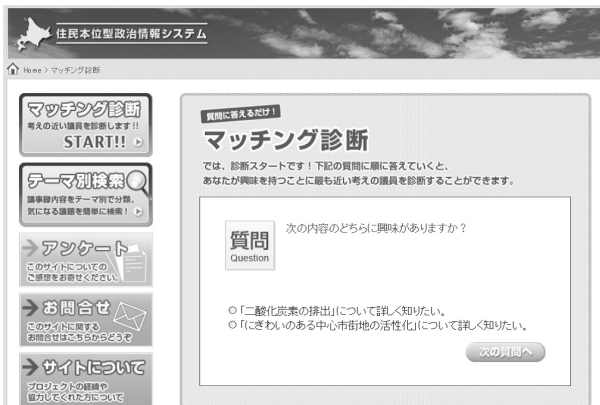 住民本位型政治情報システム
Home > マッチング診断
マッチング診断
考えの近い議員を診断します!!
START!!
テーマ別検索
議事録内容をテーマ別で分類。
気になる議題を簡単に検索!
アンケート
このサイトについての
ご感想をお寄せください。
お問合せ
このサイトに関する
お問合せはこちらからどうぞ
サイトについて
プロジェクトの経緯や
協力してくれた方について
質問に答えるだけ!
マッチング診断
では、診断スタートです!下記の質問に順に答えていくと、
あなたが興味を持つことに最も近い考えの議員を診断することができます。
質問
Question
次の内容のどちらに興味がありますか?
「二酸化炭素の排出」について詳しく知りたい。
「にぎわいのある中心市街地の活性化」について詳しく知りたい。
次の質問へ